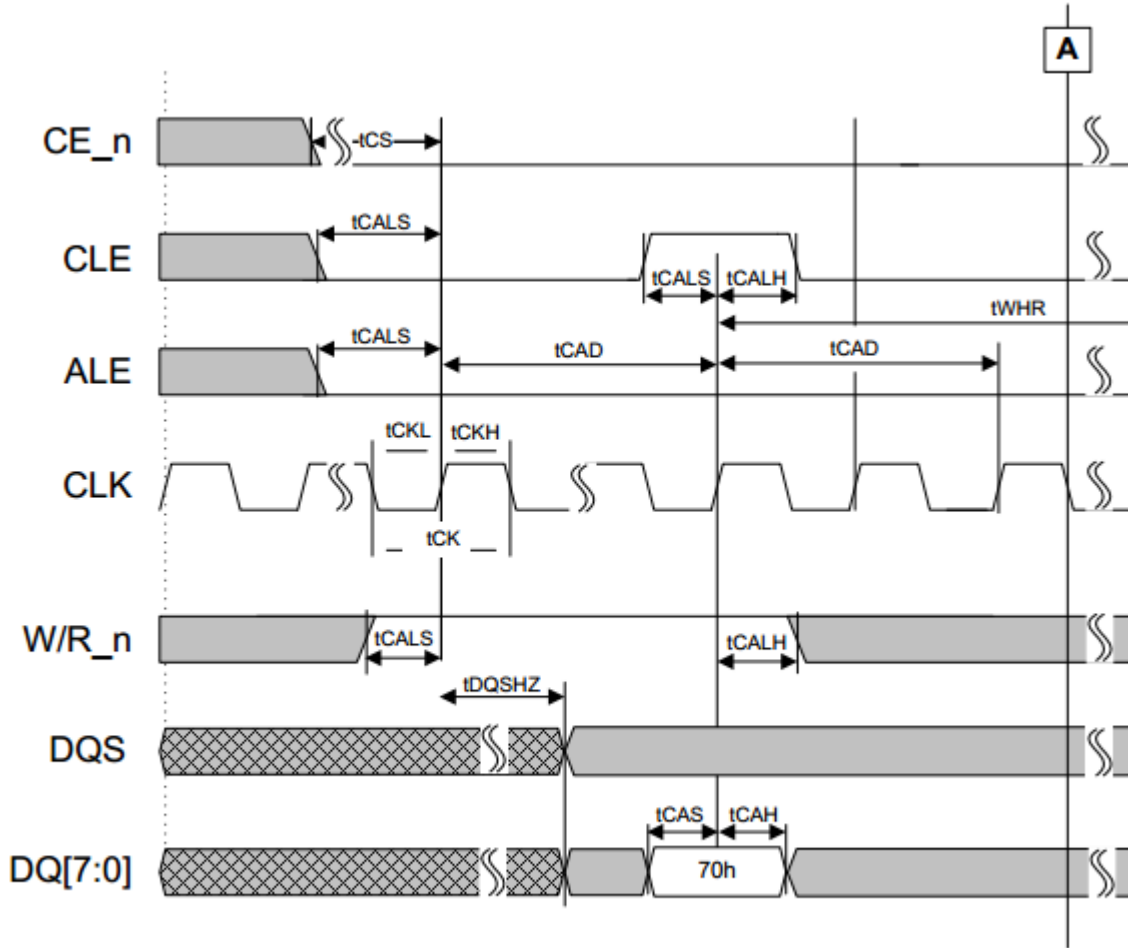 A
CE_n
tCS
tCALS
CLE
tCALS
tCALH
tWHR
tCALS
tCAD
tCAD
ALE
tCKL
tCKH
CLK
tCK
W/R_n
tCALS
tCALH
tDQSHZ
DQS
tCAS
tCAH
DQ[7:0]
70h